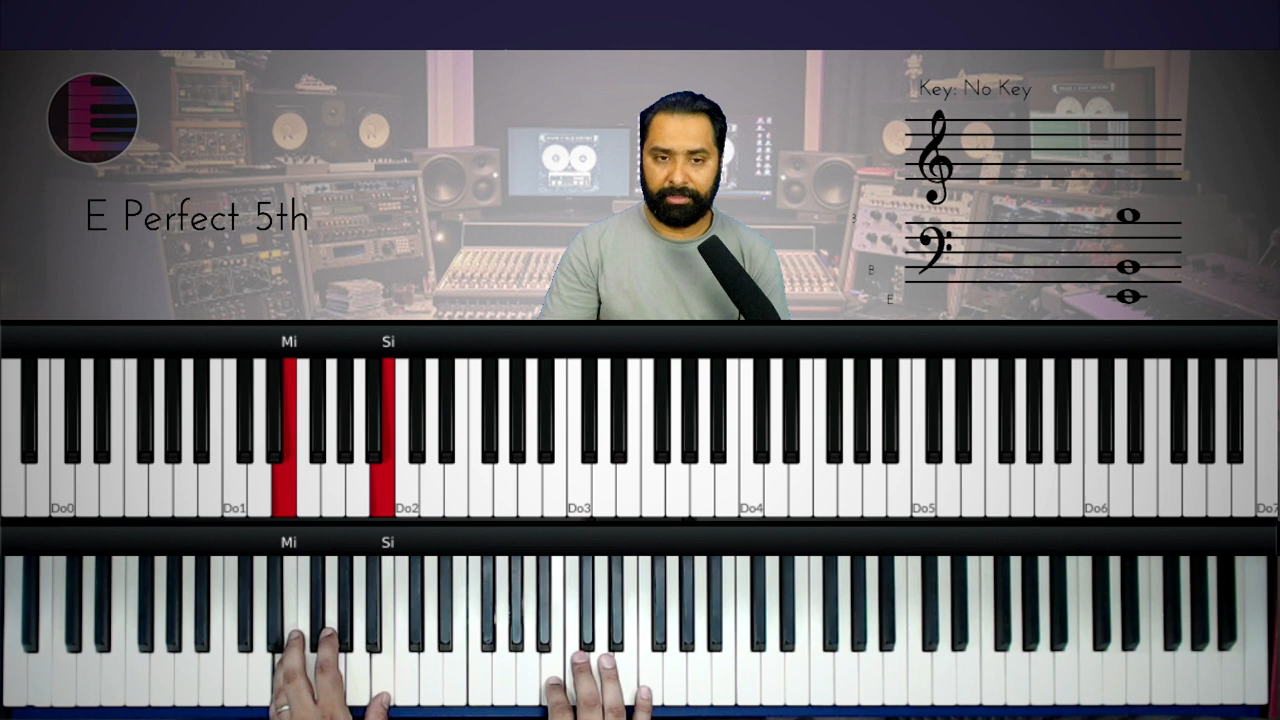 Key: No Key
E Perfect 5th
B
E
Mi Si
Do0 Do1 Do2 Do3 Do4 Do5 Do6 Do7
Mi Si